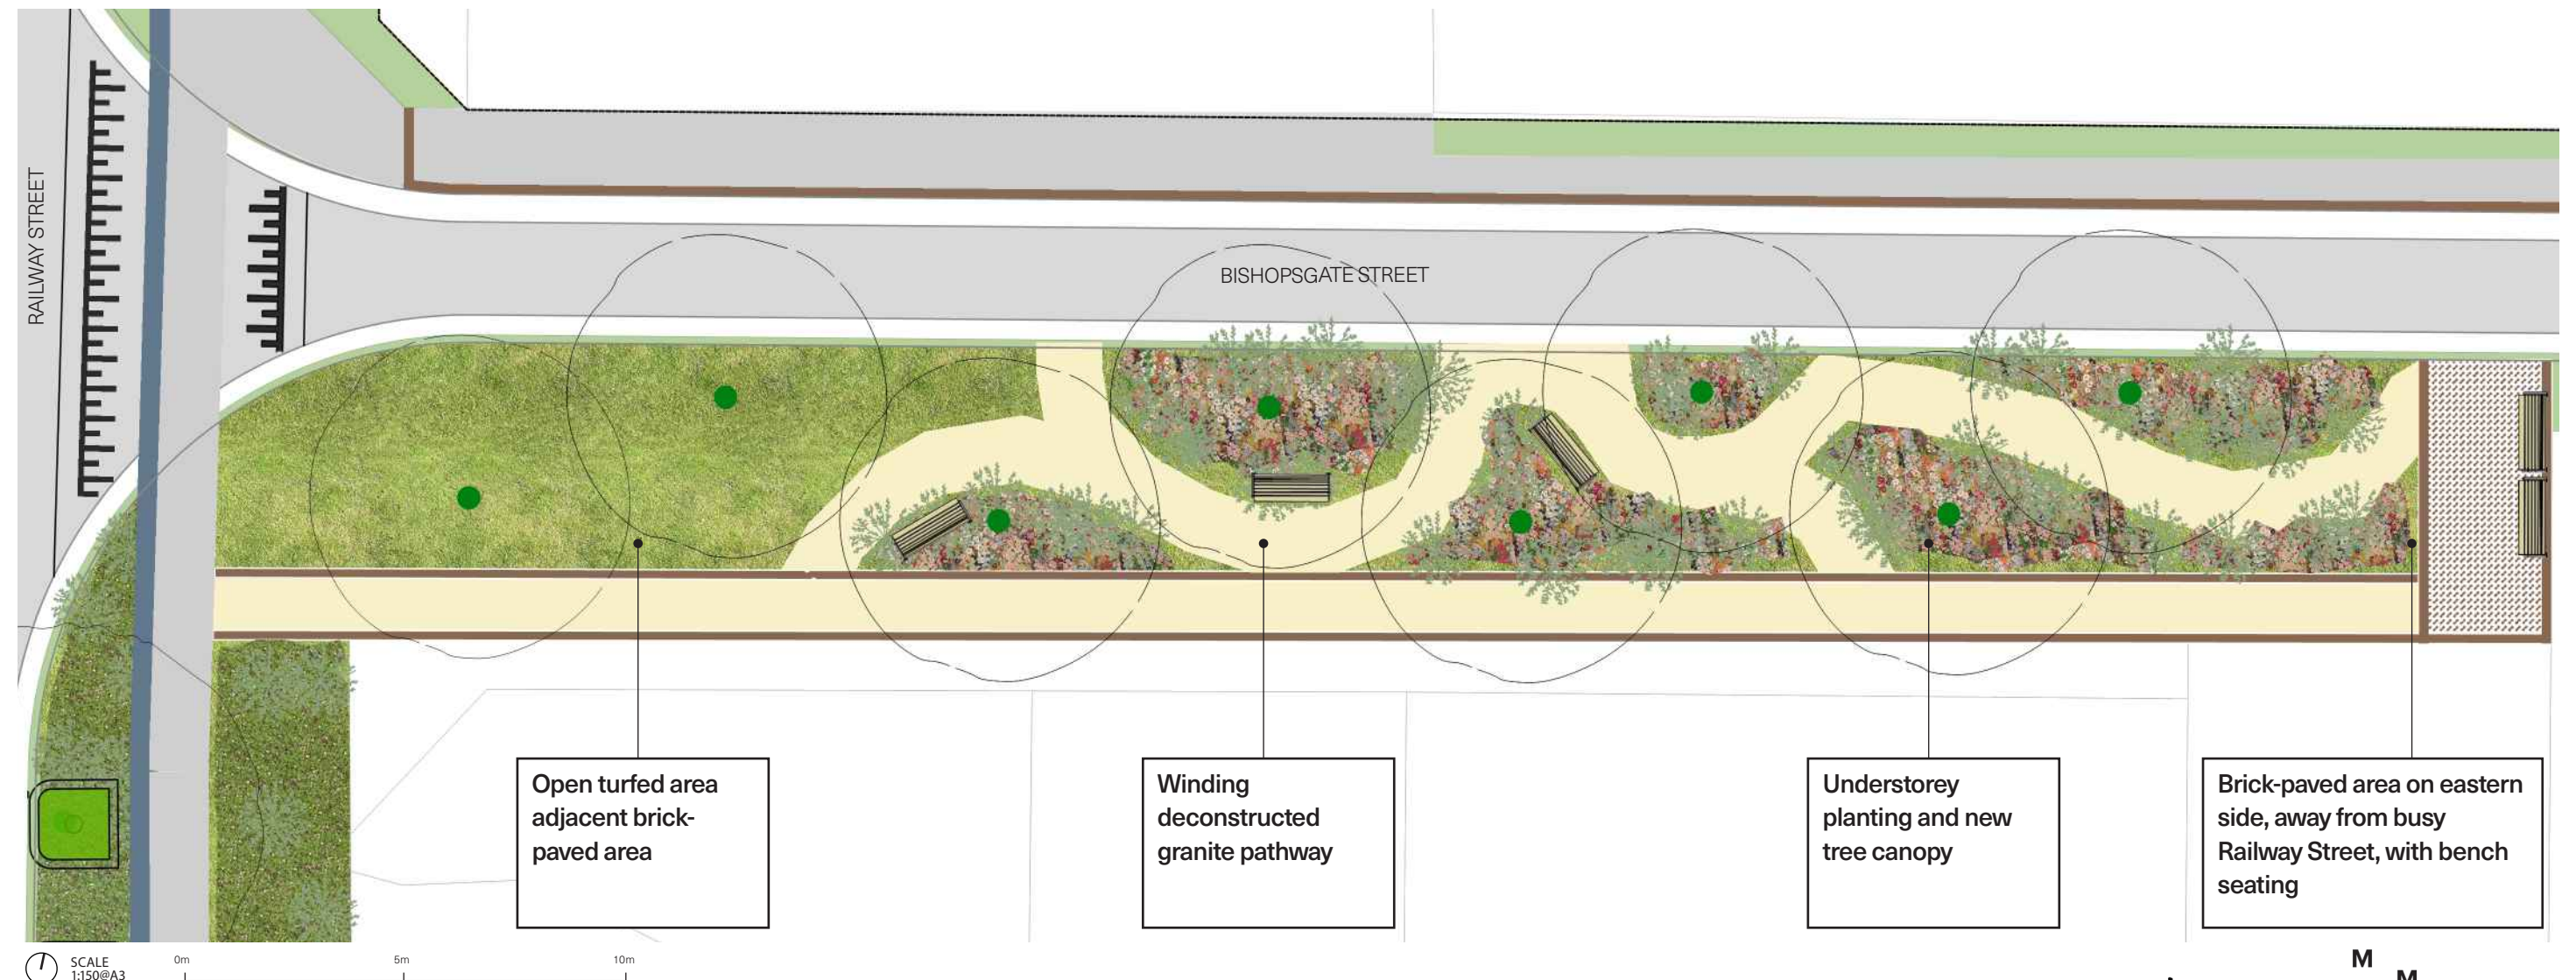 RAILWAY STREET
BISHOPSGATE STREET
Open turfed area
adjacent brick-
paved area
Winding
deconstructed
granite pathway
Understorey
planting and new
tree canopy
Brick-paved area on eastern
side, away from busy
Railway Street, with bench
seating
SCALE
1:150@A3
0m
5m
10m
M
M